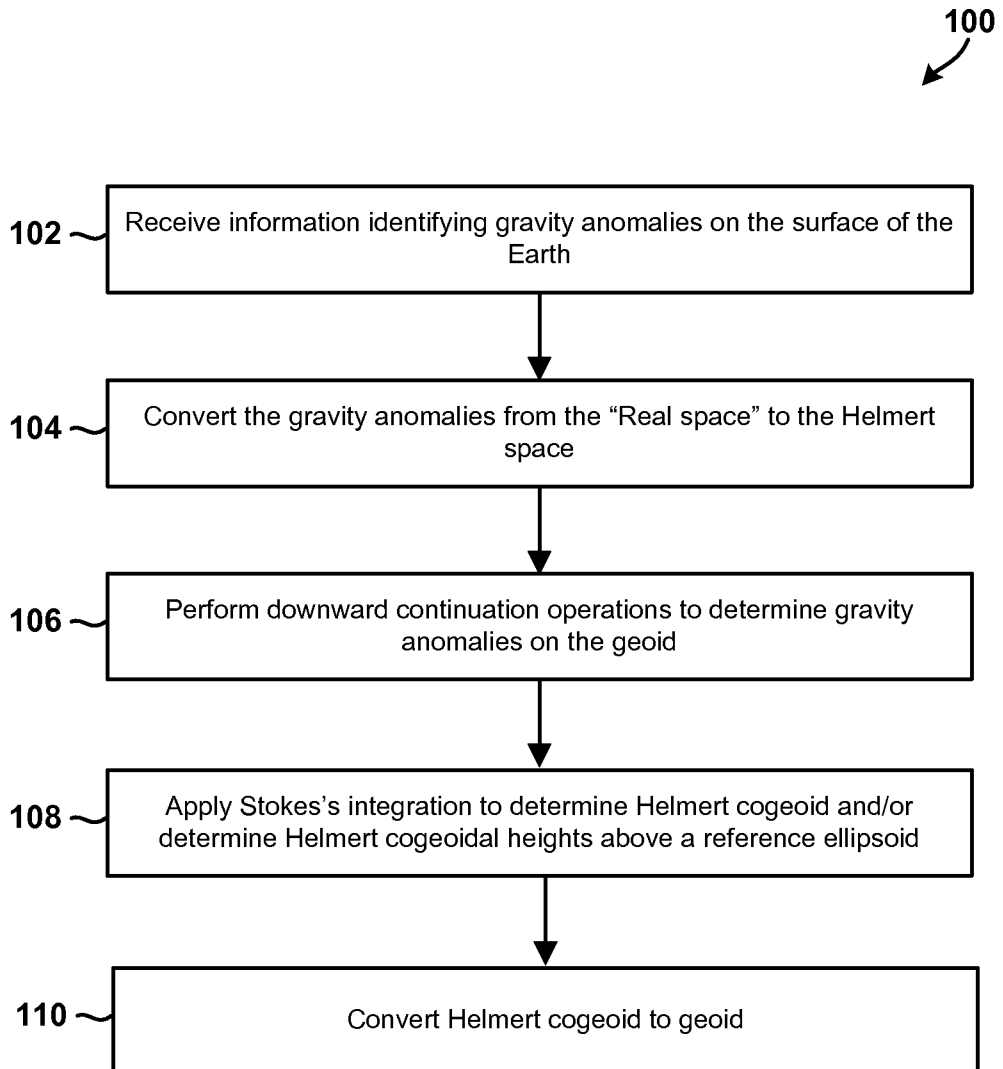 100
102
Receive information identifying gravity anomalies on the surface of the
Earth
104
Convert the gravity anomalies from the “Real space” to the Helmert
space
106
Perform downward continuation operations to determine gravity
anomalies on the geoid
108
Apply Stokes’s integration to determine Helmert cogeoid and/or
determine Helmert cogeoidal heights above a reference ellipsoid
110
Convert Helmert cogeoid to geoid